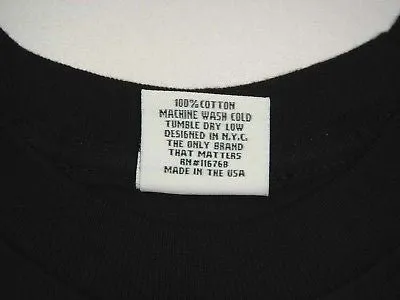 100% COTTON
MACHINE WASH COLD
TUMBLE DRY LOW
DESIGNED IN N.Y.C.
THE ONLY BRAND
THAT MATTERS
RN#116768
MADE IN THE USA